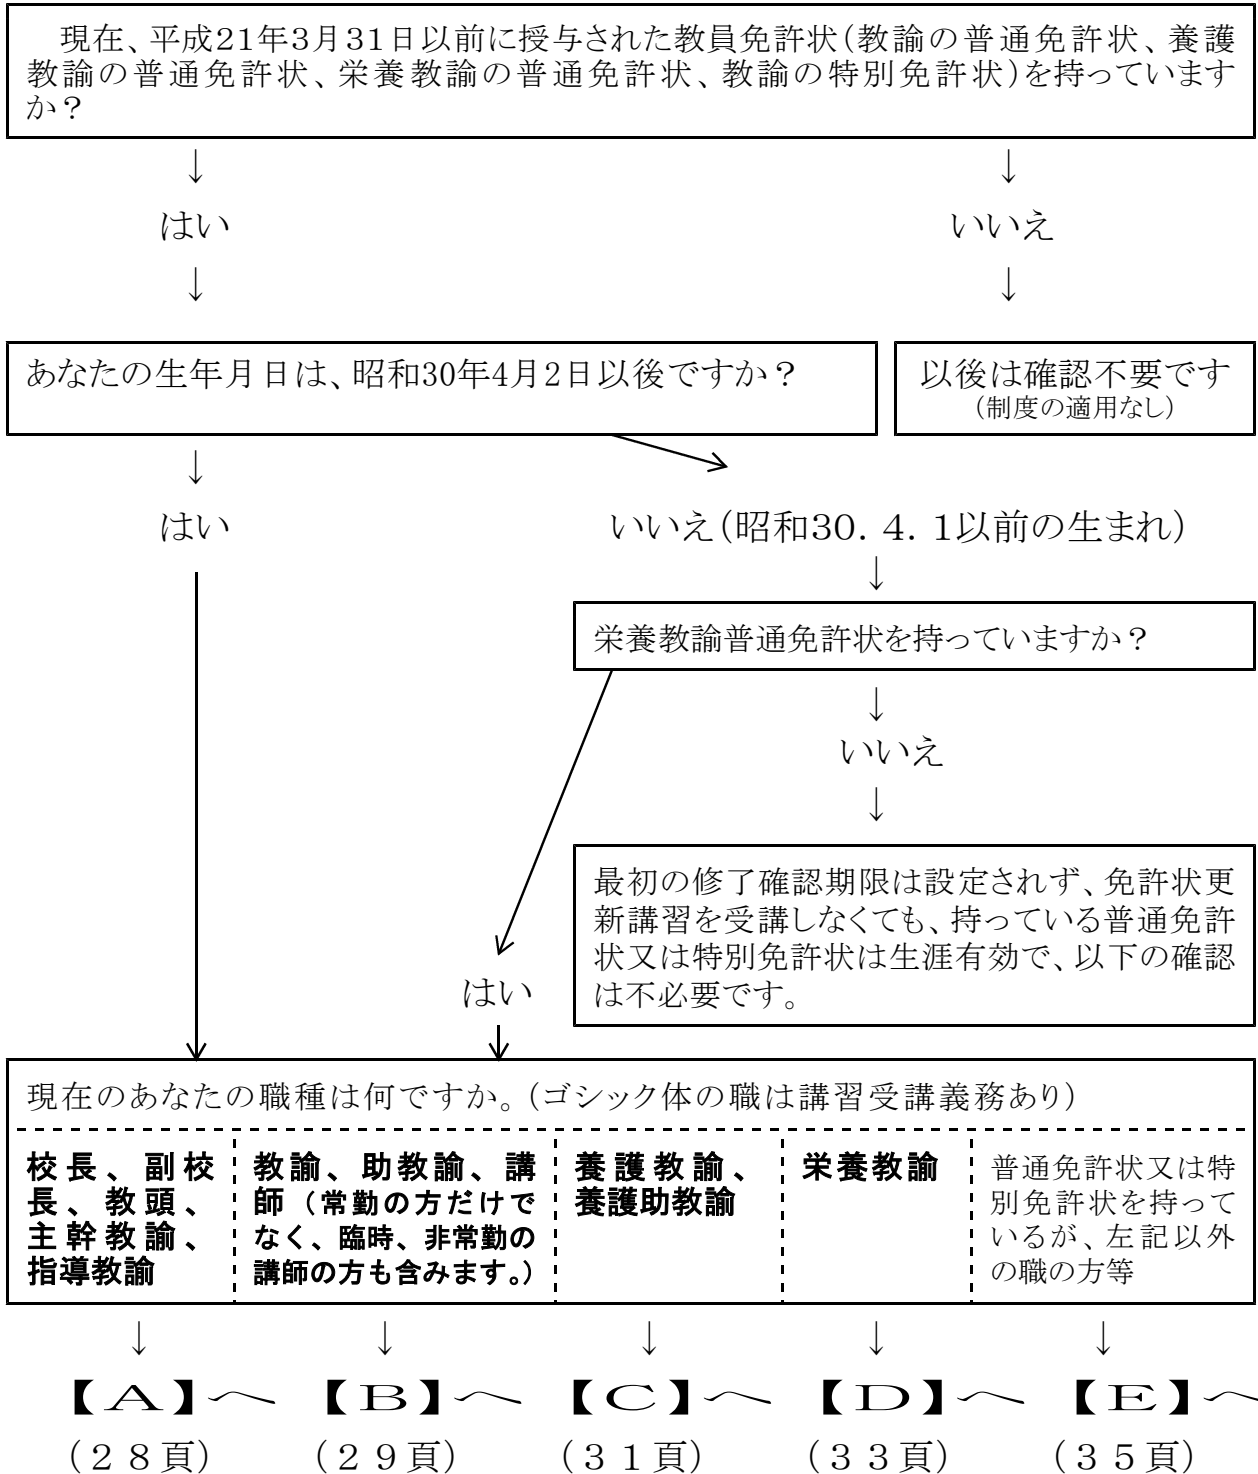 現在、平成21年3月31日以前に授与された教員免許状(教諭の普通免許状、養護
教諭の普通免許状、栄養教諭の普通免許状、教諭の特別免許状)を持っています
か?
↓ ↓
はい いいえ
↓ ↓
あなたの生年月日は、昭和30年4月2日以後ですか?
以後は確認不要です
(制度の適用なし)
↓
はい
いいえ(昭和30.4.1以前の生まれ)
↓
栄養教諭普通免許状を持っていますか?
↓
いいえ
↓
最初の修了確認期限は設定されず、免許状更
新講習を受講しなくても、持っている普通免許
状又は特別免許状は生涯有効で、以下の確認
は不必要です。
はい
現在のあなたの職種は何ですか。(ゴシック体の職は講習受講義務あり)
校長、副校
長、教頭、
主幹教諭、
指導教諭
教諭、助教諭、講
師(常勤の方だけで
なく、臨時、非常勤の
講師の方も含みます。)
養護教諭、
養護助教諭
栄養教諭
普通免許状又は特
別免許状を持って
いるが、左記以外
の職の方等
↓ ↓ ↓ ↓ ↓
【A】へ 【B】へ 【C】へ 【D】へ 【E】へ
(28頁) (29頁) (31頁) (33頁) (35頁)